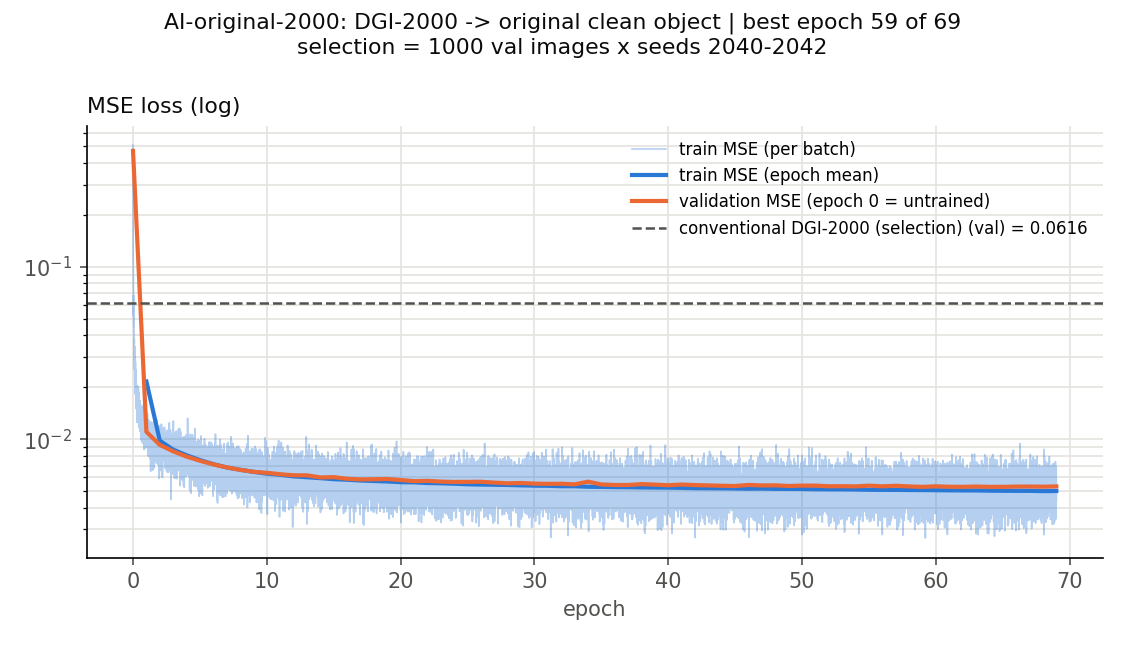 AI-original-2000: DGI-2000 -> original clean object | best epoch 59 of 69
selection = 1000 val images x seeds 2040-2042
MSE loss (log)
train MSE (per batch)
train MSE (epoch mean)
validation MSE (epoch 0 = untrained)
conventional DGI-2000 (selection) (val) = 0.0616
10⁻¹
10⁻²
0 10 20 30 40 50 60 70
epoch